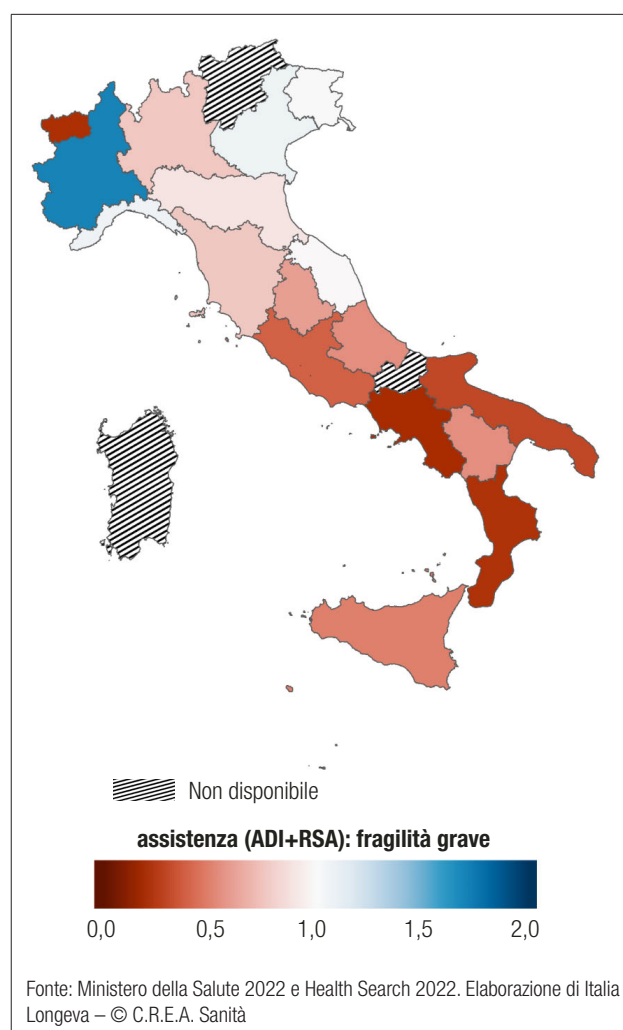 Non disponibile
assistenza (ADI+RSA): fragilità grave
0,0 0,5 1,0 1,5 2,0
Fonte: Ministero della Salute 2022 e Health Search 2022. Elaborazione di Italia
Longeva – © C.R.E.A. Sanità